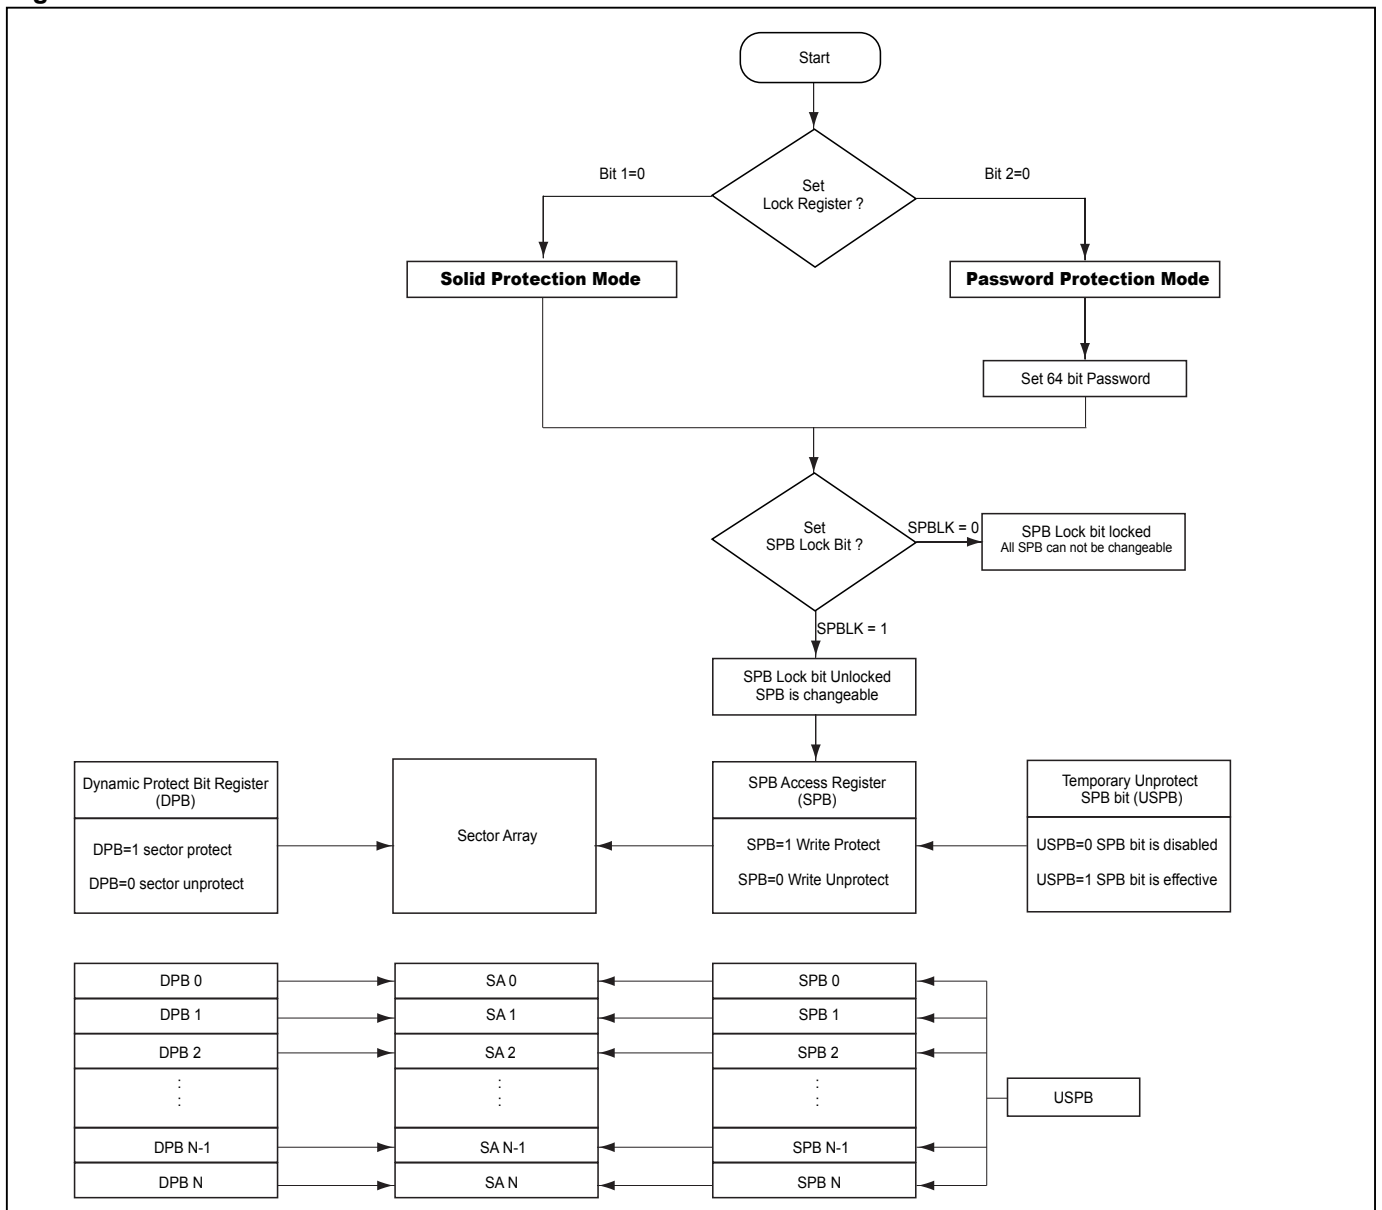 Start
Bit 1=0
Bit 2=0
Set
Lock Register ?
Solid Protection Mode
Password Protection Mode
Set 64 bit Password
Set
SPB Lock Bit ?
SPBLK = 0
SPB Lock bit locked
All SPB can not be changeable
SPBLK = 1
SPB Lock bit Unlocked
SPB is changeable
Dynamic Protect Bit Register
(DPB)
DPB=1 sector protect
DPB=0 sector unprotect
Sector Array
SPB Access Register
(SPB)
SPB=1 Write Protect
SPB=0 Write Unprotect
Temporary Unprotect
SPB bit (USPB)
USPB=0 SPB bit is disabled
USPB=1 SPB bit is effective
DPB 0
SA 0
SPB 0
DPB 1
SA 1
SPB 1
DPB 2
SA 2
SPB 2
USPB
DPB N-1
SA N-1
SPB N-1
DPB N
SA N
SPB N